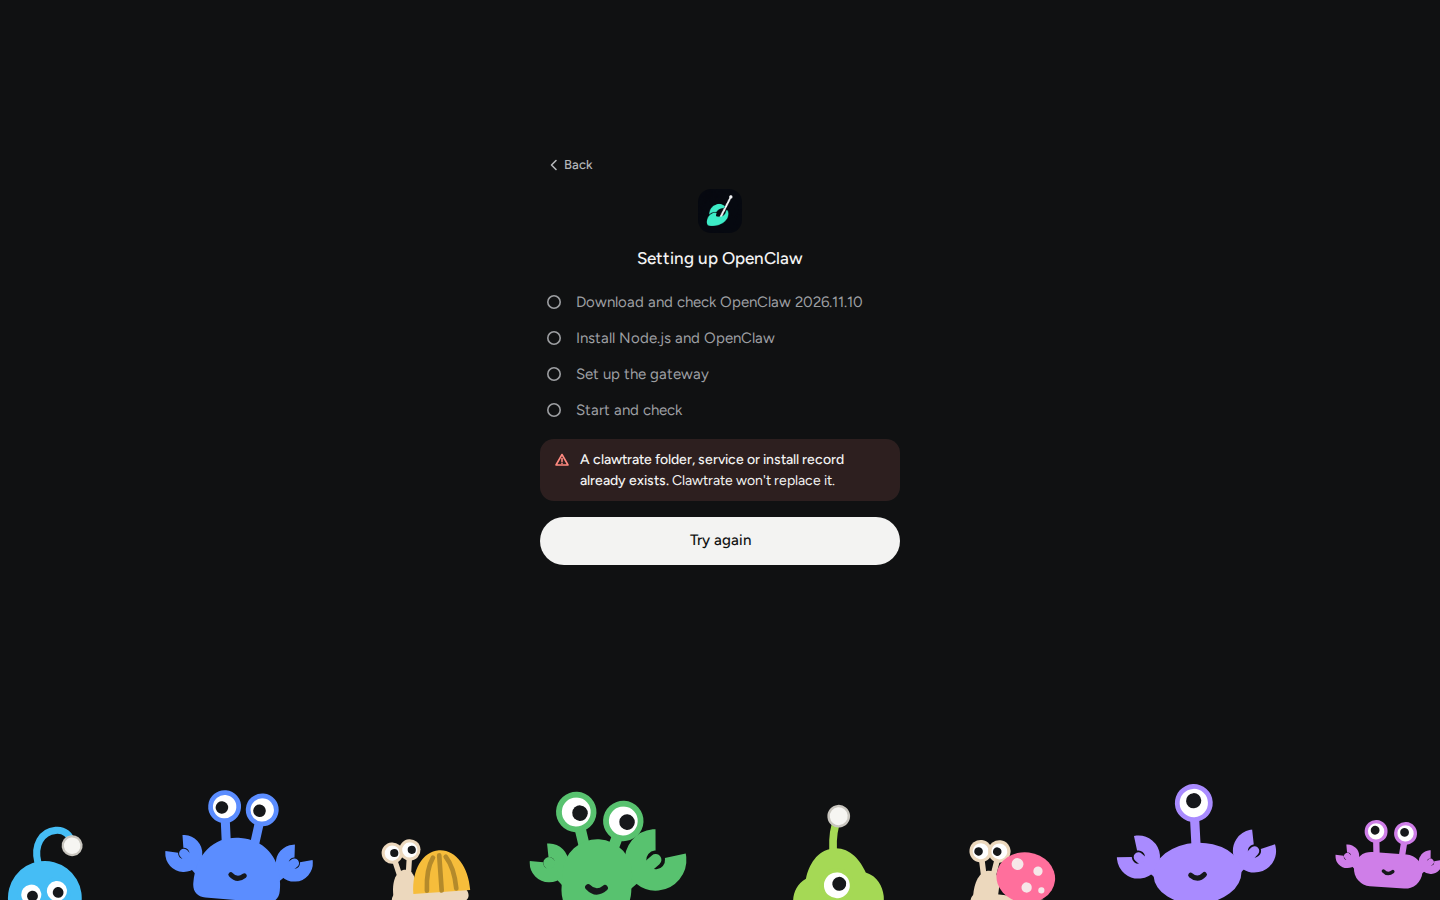 Back
Setting up OpenClaw
Download and check OpenClaw 2026.11.10
Install Node.js and OpenClaw
Set up the gateway
Start and check
A clawtrate folder, service or install record
already exists. Clawtrate won't replace it.
Try again